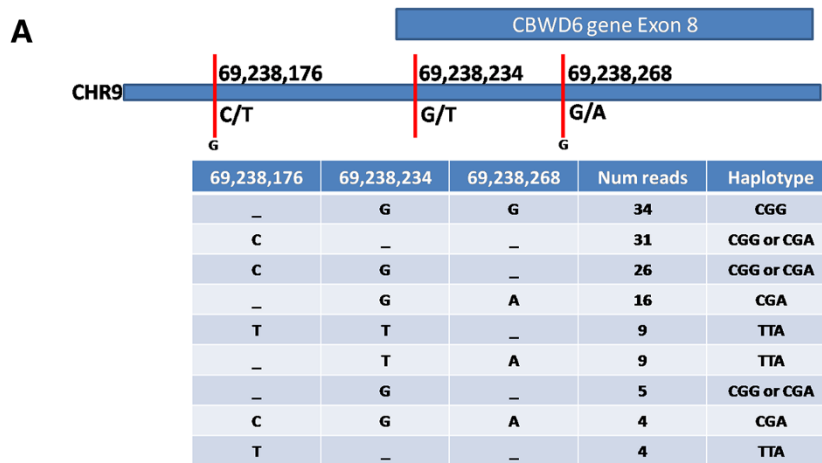 A
CBWD6 gene Exon 8
69,238,176 69,238,234 69,238,268
CHR9
C/T G/T G/A
G G
69,238,176 69,238,234 69,238,268 Num reads Haplotype
_ G G 34 CGG
C _ _ 31 CGG or CGA
C G _ 26 CGG or CGA
_ G A 16 CGA
T T _ 9 TTA
_ T A 9 TTA
_ G _ 5 CGG or CGA
C G A 4 CGA
T _ _ 4 TTA